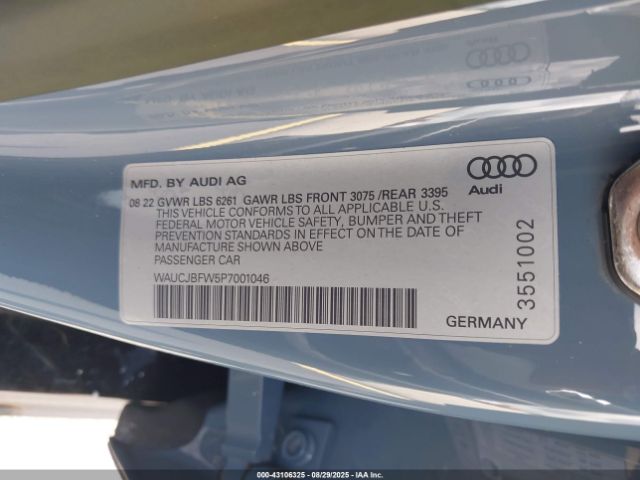 MFD. BY AUDI AG
08 22 GVWR LBS 6261 GAWR LBS FRONT 3075 /REAR 3395
THIS VEHICLE CONFORMS TO ALL APPLICABLE U.S.
FEDERAL MOTOR VEHICLE SAFETY, BUMPER AND THEFT
PREVENTION STANDARDS IN EFFECT ON THE DATE OF
MANUFACTURE SHOWN ABOVE
PASSENGER CAR
WAUCJBFW5P7001046
Audi
3551002
GERMANY
000-43106325 - 08/29/2025 - IAAI, Inc.